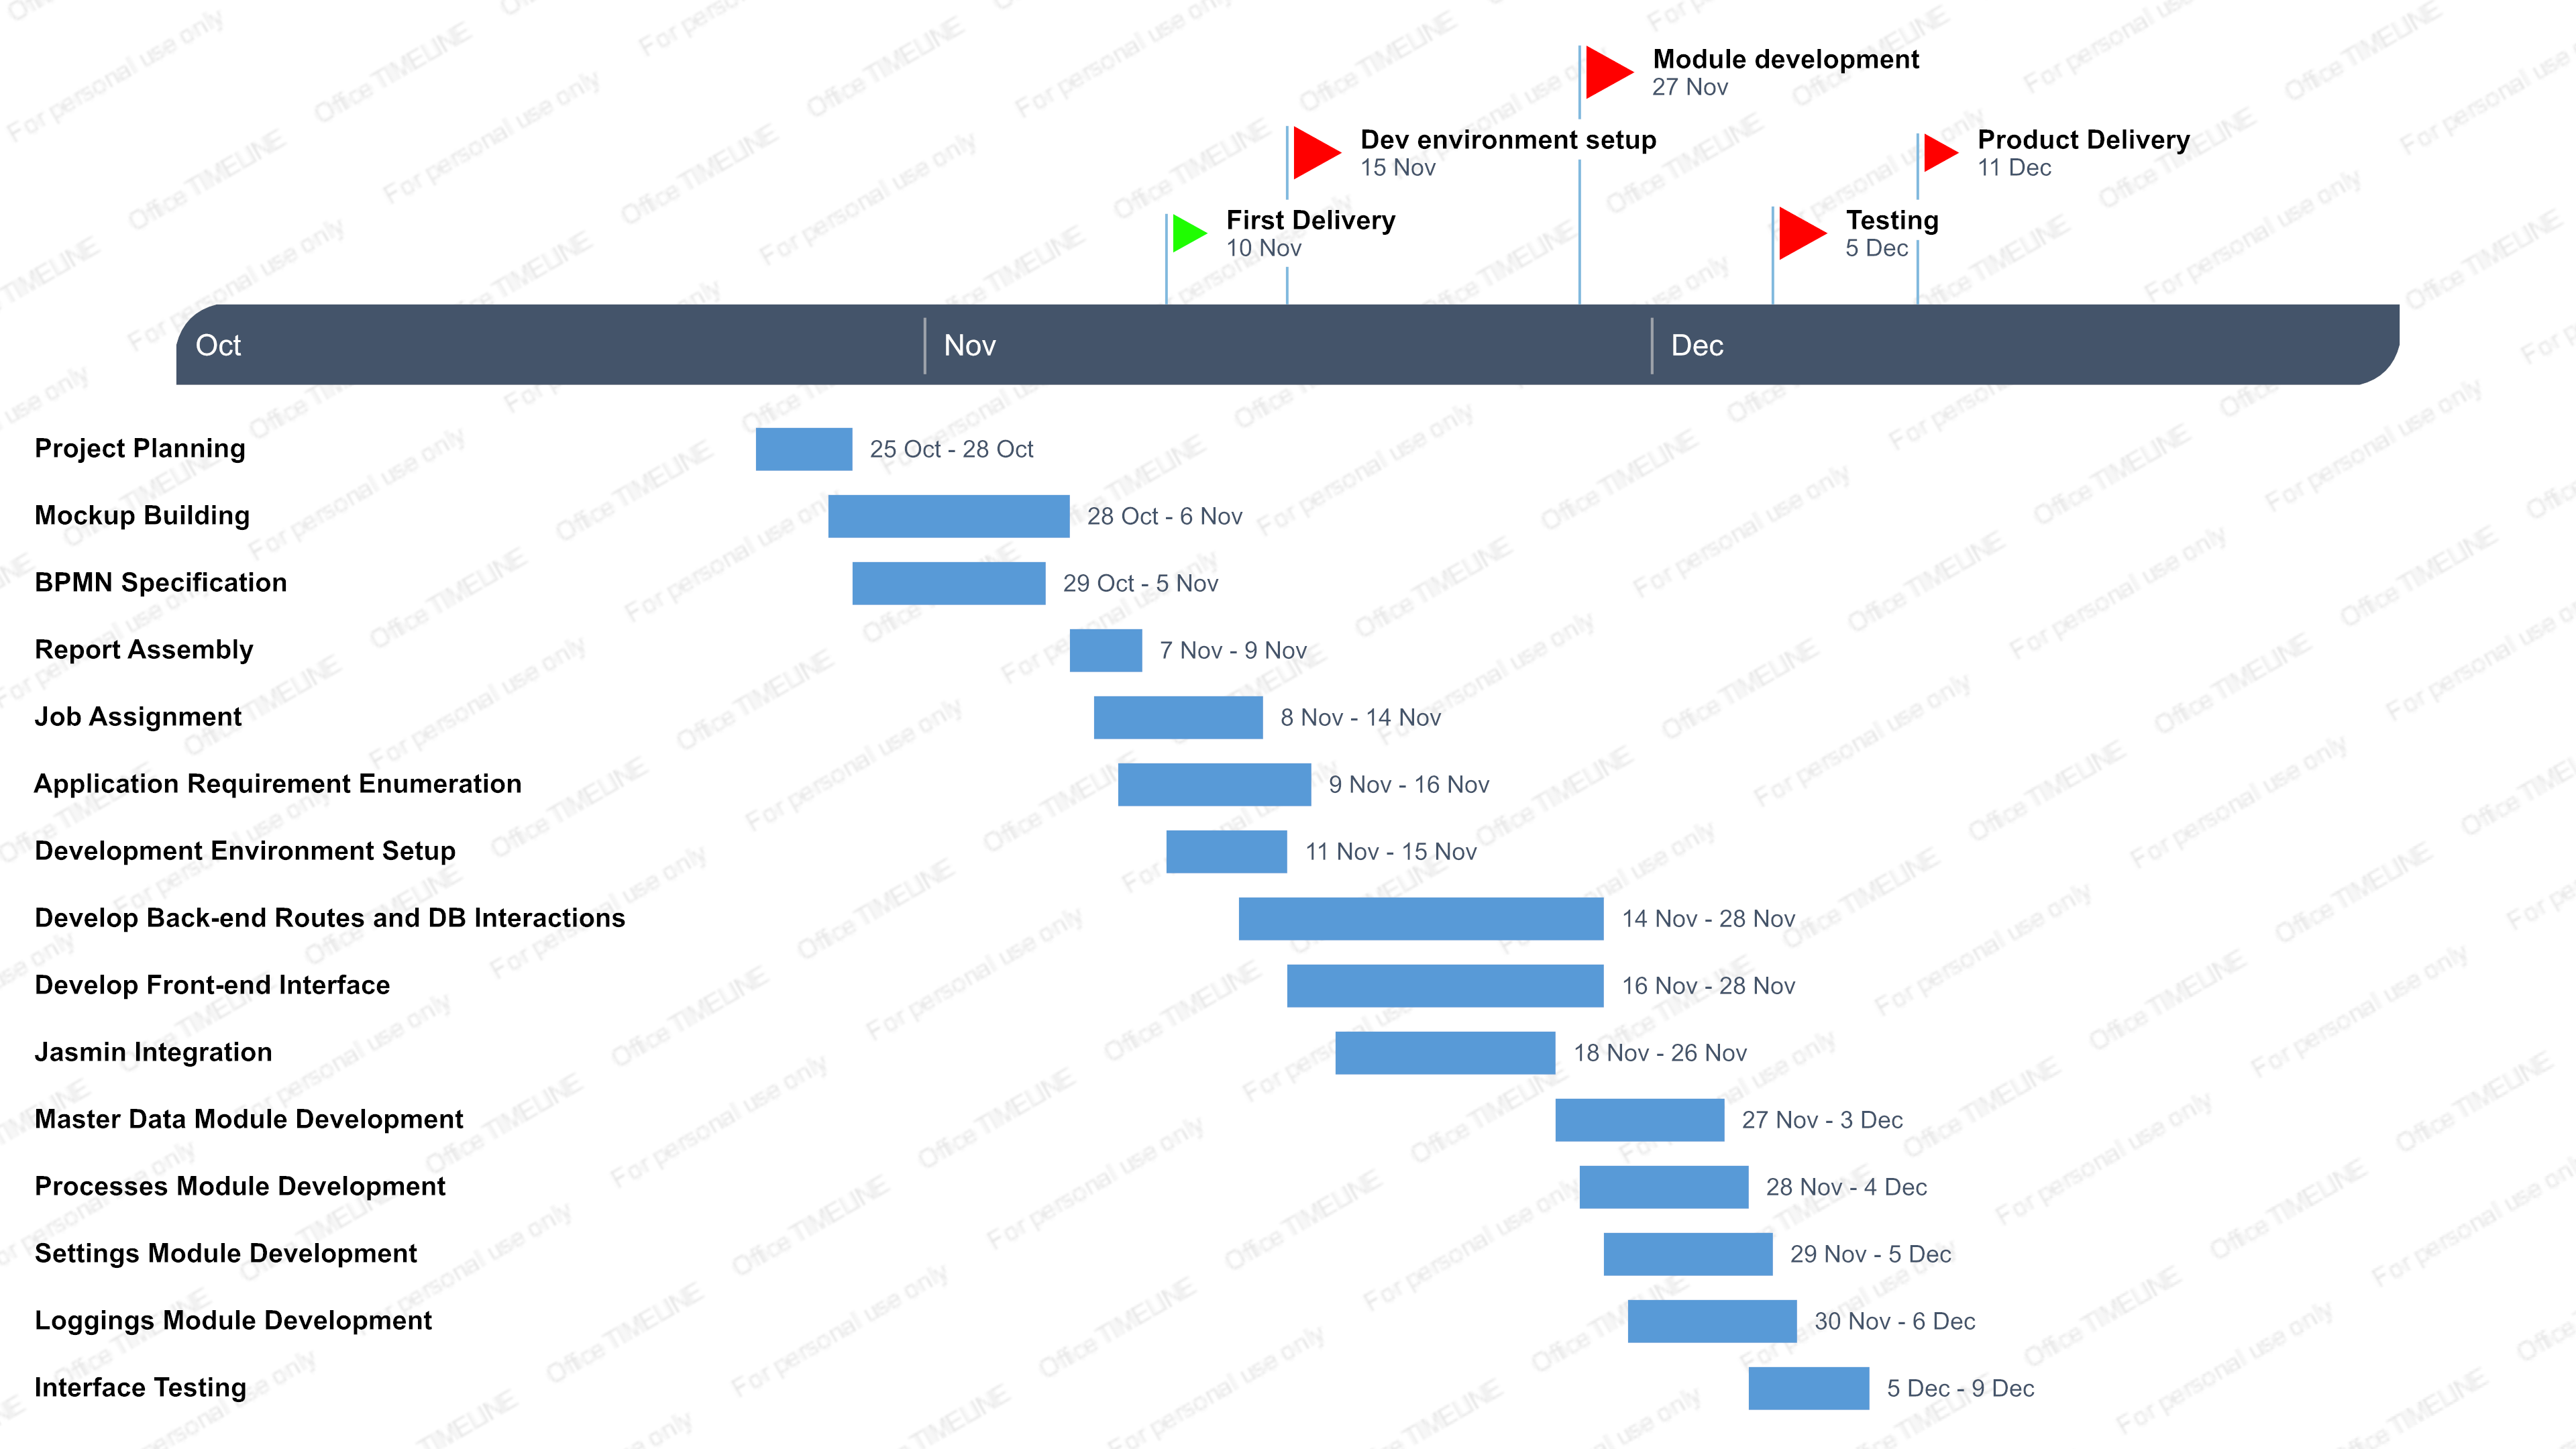 Module development
27 Nov
Dev environment setup
15 Nov
Product Delivery
11 Dec
First Delivery
10 Nov
Testing
5 Dec
Oct Nov Dec
Project Planning 25 Oct - 28 Oct
Mockup Building 28 Oct - 6 Nov
BPMN Specification 29 Oct - 5 Nov
Report Assembly 7 Nov - 9 Nov
Job Assignment 8 Nov - 14 Nov
Application Requirement Enumeration 9 Nov - 16 Nov
Development Environment Setup 11 Nov - 15 Nov
Develop Back-end Routes and DB Interactions 14 Nov - 28 Nov
Develop Front-end Interface 16 Nov - 28 Nov
Jasmin Integration 18 Nov - 26 Nov
Master Data Module Development 27 Nov - 3 Dec
Processes Module Development 28 Nov - 4 Dec
Settings Module Development 29 Nov - 5 Dec
Loggings Module Development 30 Nov - 6 Dec
Interface Testing 5 Dec - 9 Dec
Office TIMELINE For personal use only